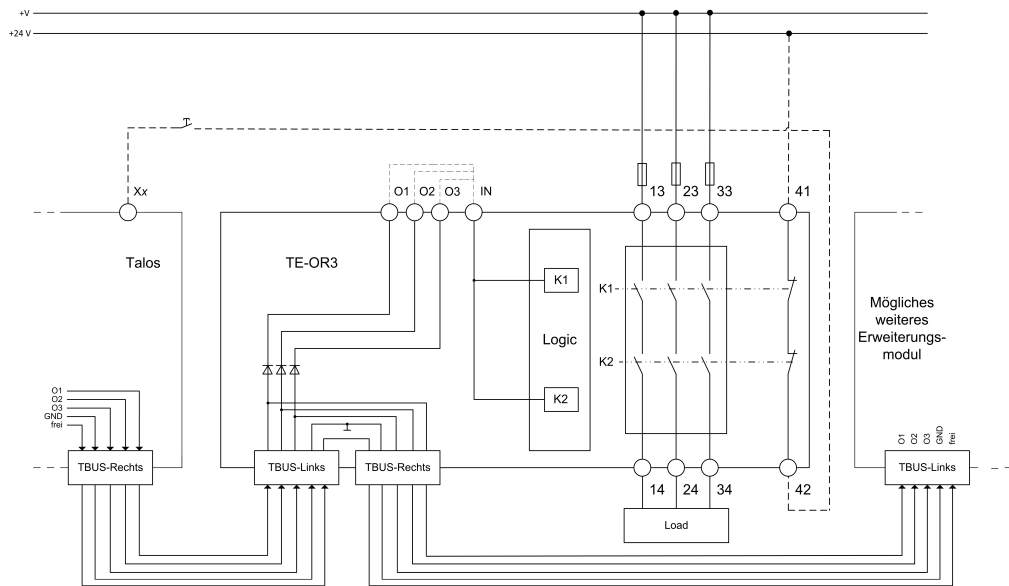 +V
+24 V
Xx
O1
O2
O3
IN
13
23
33
41
Talos
TE-OR3
K1
Logic
K2
K1
K2
Mögliches
weiteres
Erweiterungs-
modul
O1
O2
O3
GND
frei
O1
O2
O3
GND
frei
TBUS-Rechts
TBUS-Links
TBUS-Rechts
TBUS-Links
14
24
34
42
Load